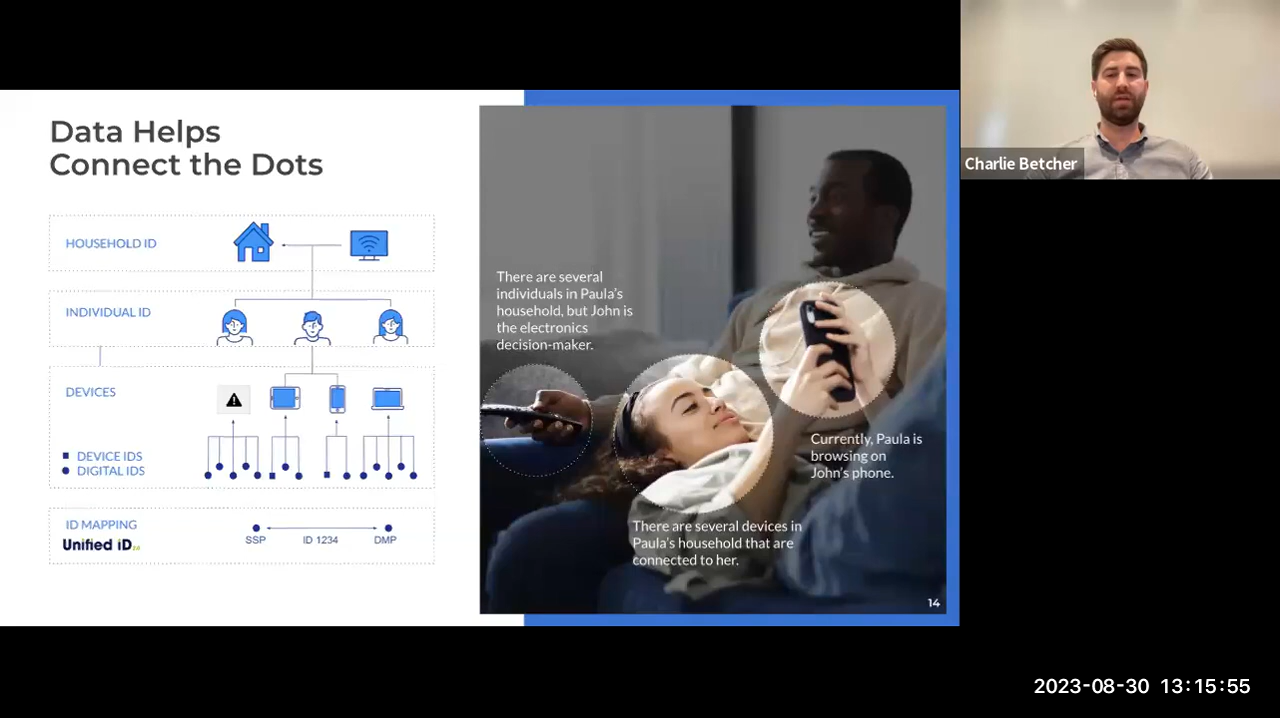 Data Helps
Connect the Dots
HOUSEHOLD ID
INDIVIDUAL ID
DEVICES
DEVICE IDS
DIGITAL IDS
ID MAPPING
Unified iD 2.0
SSP
ID 1234
DMP
There are several
individuals in Paula's
household, but John is
the electronics
decision-maker.
Currently, Paula is
browsing on
John's phone.
There are several devices in
Paula's household that are
connected to her.
14
Charlie Betcher
2023-08-30 13:15:55